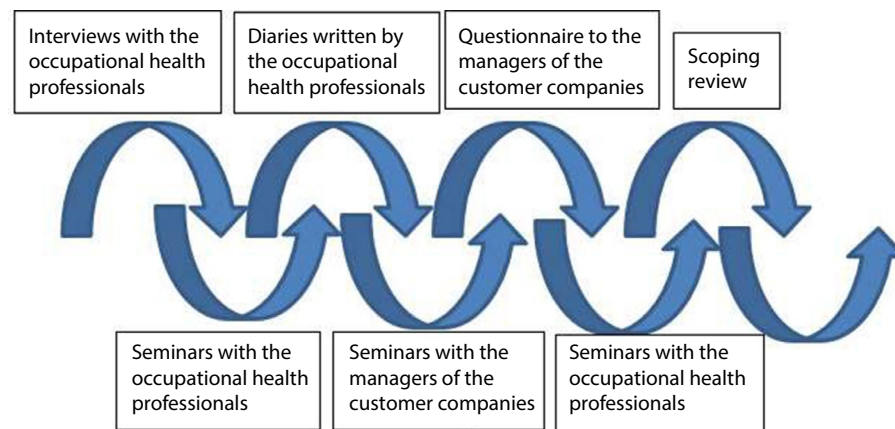 Interviews with the
occupational health
professionals
Diaries written by
the occupational
health professionals
Questionnaire to the
managers of the
customer companies
Scoping
review
Seminars with the
occupational health
professionals
Seminars with the
managers of the
customer companies
Seminars with the
occupational health
professionals